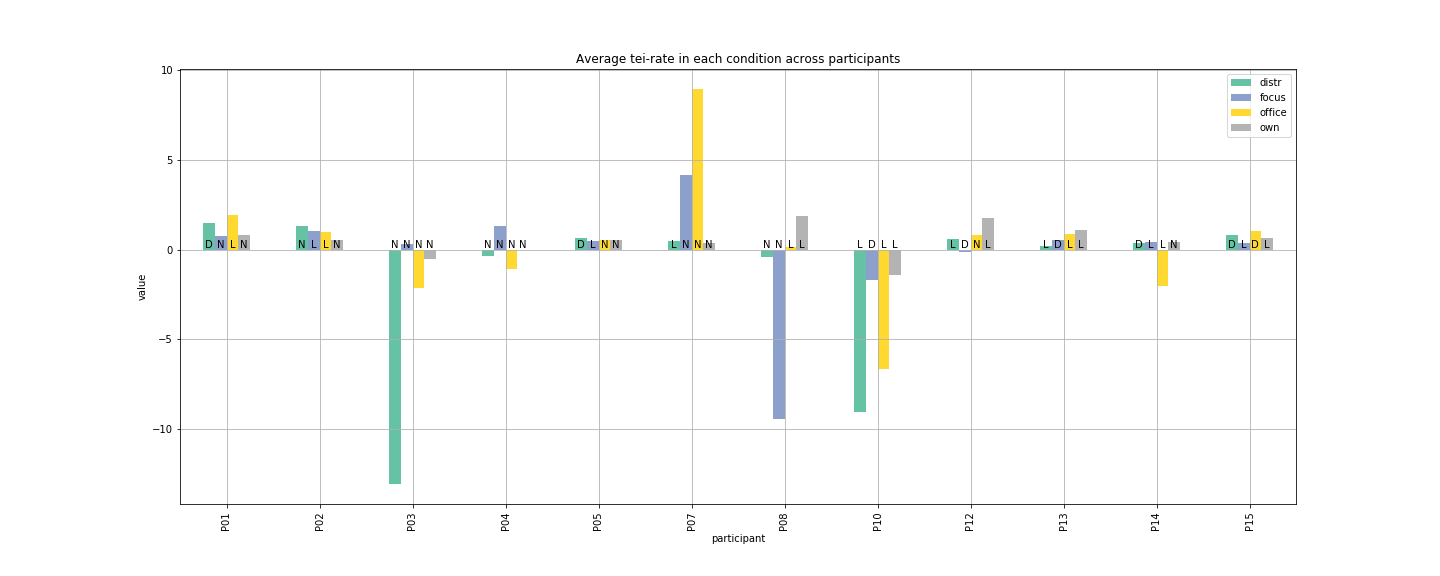 Average tei-rate in each condition across participants
distr
focus
office
own
value
10
5
0
−5
−10
D N L N
N L L N
N N N N
N N N N
D L N N
L N N N
N N L L
L D L L
L D N L
L D L L
D L L N
D L D L
P01 P02 P03 P04 P05 P07 P08 P10 P12 P13 P14 P15
participant